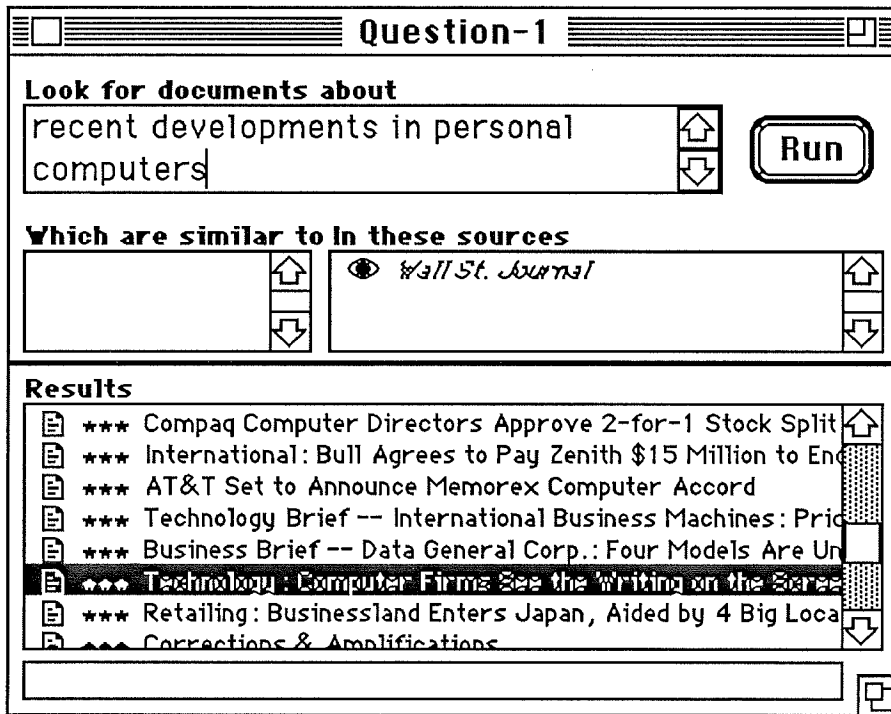 Question-1
Look for documents about
recent developments in personal
computers
Run
Which are similar to In these sources
Wall St. Journal
Results
*** Compaq Computer Directors Approve 2-for-1 Stock Split
*** International: Bull Agrees to Pay Zenith $15 Million to End
*** AT&T Set to Announce Memorex Computer Accord
*** Technology Brief -- International Business Machines: Pric
*** Business Brief -- Data General Corp.: Four Models Are Un
*** Technology: Computer Firms See the Writing on the Scree
*** Retailing: Businessland Enters Japan, Aided by 4 Big Loca
*** Corrections & Amplifications